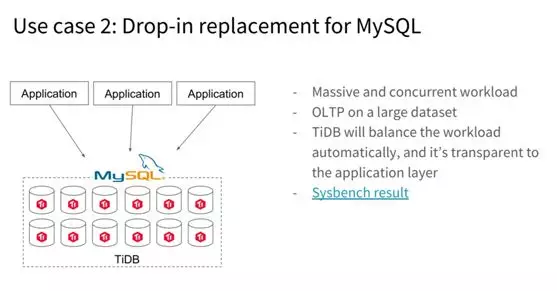 Use case 2: Drop-in replacement for MySQL
Application
Application
Application
MySQL
TiDB
- Massive and concurrent workload
- OLTP on a large dataset
- TiDB will balance the workload
automatically, and it's transparent to
the application layer
- Sysbench result